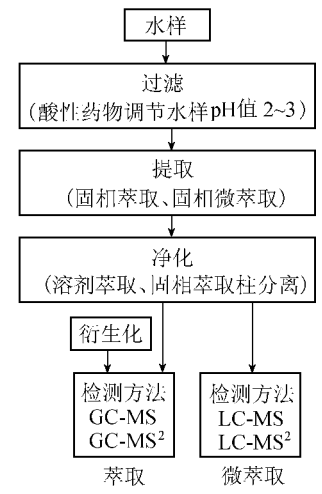 水样
过滤
(酸性药物调节水样pH值 2~3)
提取
(固相萃取、固相微萃取)
净化
(溶剂萃取、固相萃取柱分离)
衍生化
检测方法
GC-MS
GC-MS²
检测方法
LC-MS
LC-MS²
萃取
微萃取